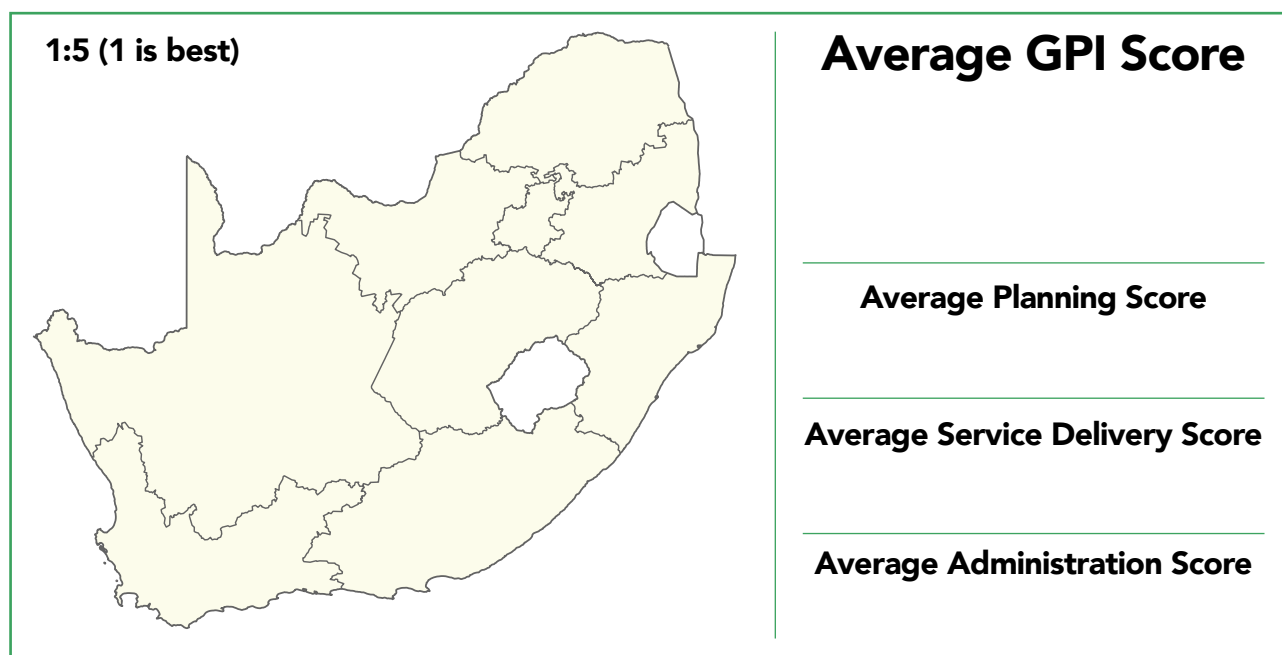 1:5 (1 is best)
Average GPI Score
Average Planning Score
Average Service Delivery Score
Average Administration Score